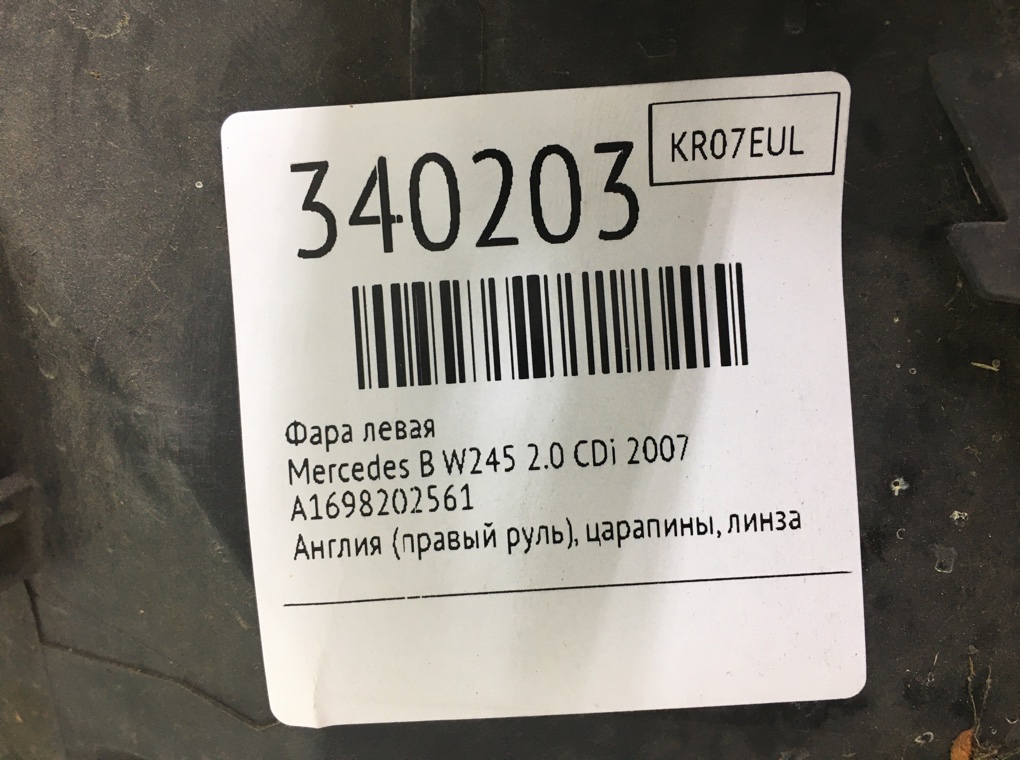 KR07EUL
340203
Фара левая
Mercedes B W245 2.0 CDi 2007
A1698202561
Англия (правый руль), царапины, линза